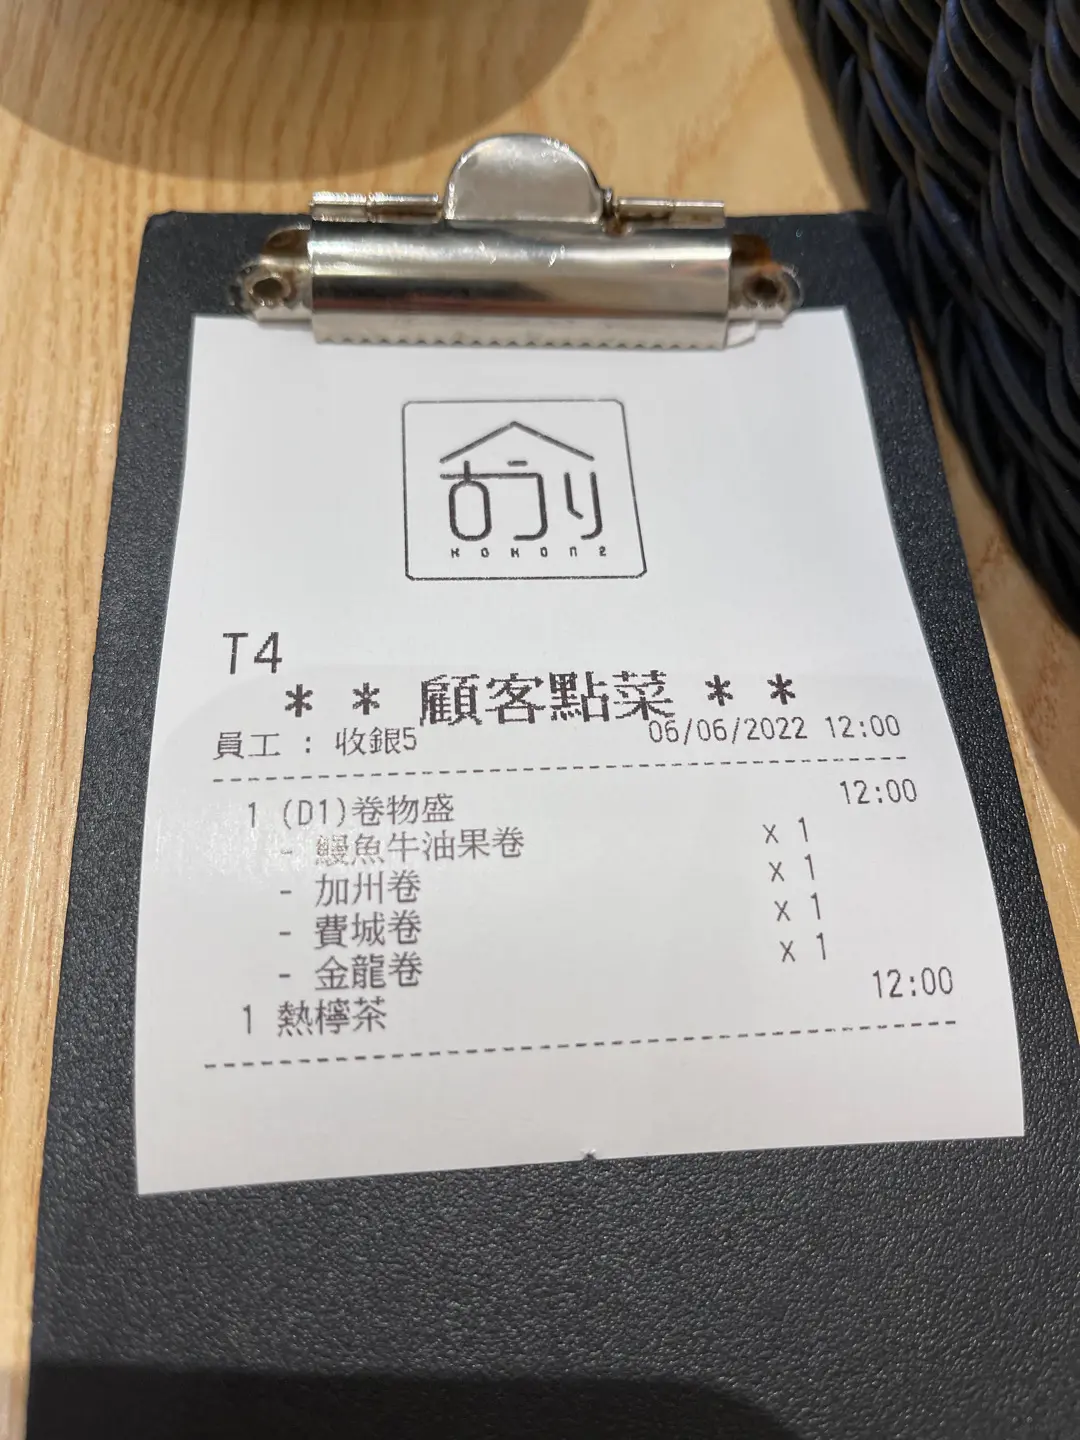 古つり
KOKON2
T4
* * 顧客點菜 * *
員工 : 收銀5 06/06/2022 12:00
1 (D1)卷物盛 12:00
- 鰻魚牛油果卷 x 1
- 加州卷 x 1
- 費城卷 x 1
- 金龍卷 x 1
1 熱檸茶 12:00